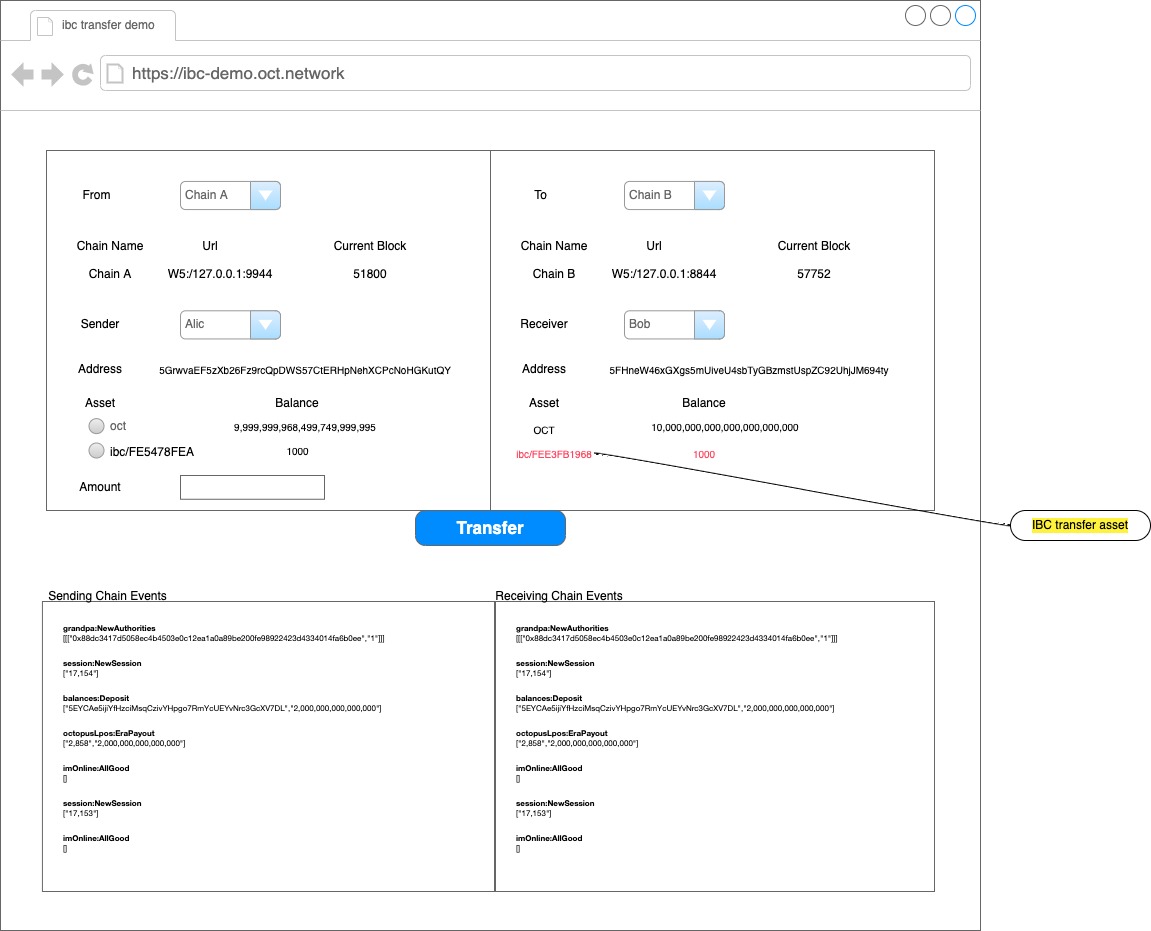 ibc transfer demo
https://ibc-demo.oct.network
From Chain A
Chain Name Url Current Block
Chain A W5:/127.0.0.1:9944 51800
Sender Alic
Address 5GrwvaEF5zXb26Fz9rcQpDWS57CtERHpNehXCPcNoHGKutQY
Asset Balance
oct 9,999,999,968,499,749,999,995
ibc/FE5478FEA 1000
Amount
To Chain B
Chain Name Url Current Block
Chain B W5:/127.0.0.1:8844 57752
Receiver Bob
Address 5FHneW46xGXgs5mUiveU4sbTyGBzmstUspZC92UhjJM694ty
Asset Balance
OCT 10,000,000,000,000,000,000,000
ibc/FEE3FB1968 1000
IBC transfer asset
Transfer
Sending Chain Events
grandpa:NewAuthorities
[[["0x88dc3417d5058ec4b4503e0c12ea1a0a89be200fe98922423d4334014fa6b0ee","1"]]]
session:NewSession
["17,154"]
balances:Deposit
["5EYCAe5ijiYfHzciMsqCzivYHpgo7RmYcUEYvNrc3GcXV7DL","2,000,000,000,000,000"]
octopusLpos:EraPayout
["2,858","2,000,000,000,000,000"]
imOnline:AllGood
[]
session:NewSession
["17,153"]
imOnline:AllGood
[]
Receiving Chain Events
grandpa:NewAuthorities
[[["0x88dc3417d5058ec4b4503e0c12ea1a0a89be200fe98922423d4334014fa6b0ee","1"]]]
session:NewSession
["17,154"]
balances:Deposit
["5EYCAe5ijiYfHzciMsqCzivYHpgo7RmYcUEYvNrc3GcXV7DL","2,000,000,000,000,000"]
octopusLpos:EraPayout
["2,858","2,000,000,000,000,000"]
imOnline:AllGood
[]
session:NewSession
["17,153"]
imOnline:AllGood
[]